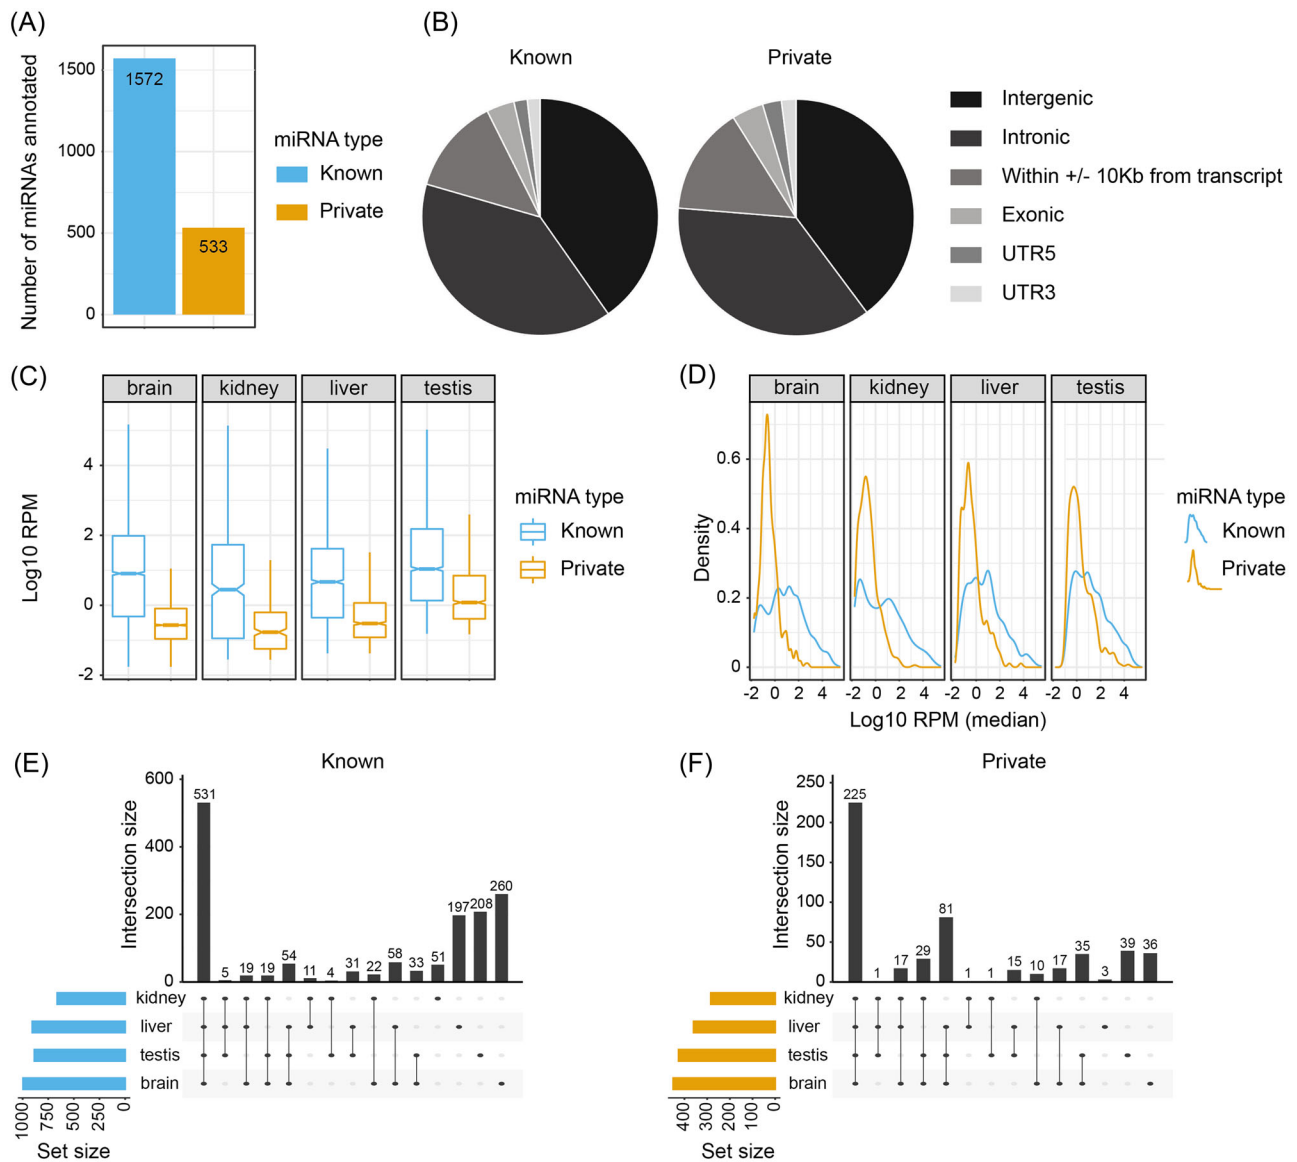 (A)
Number of miRNAs annotated
1500
1000
500
0
1572
533
miRNA type
Known
Private
(B)
Known
Private
Intergenic
Intronic
Within +/- 10Kb from transcript
Exonic
UTR5
UTR3
(C)
brain kidney liver testis
Log10 RPM
4
2
0
-2
miRNA type
Known
Private
(D)
brain kidney liver testis
Density
0.6
0.4
0.2
0
-2 0 2 4 -2 0 2 4 -2 0 2 4 -2 0 2 4
Log10 RPM (median)
miRNA type
Known
Private
(E)
Known
Intersection size
600
400
200
0
531 5 19 19 54 11 4 31 22 58 33 51 197 208 260
kidney
liver
testis
brain
1000 750 500 250 0
Set size
(F)
Private
Intersection size
250
200
150
100
50
0
225 1 17 29 81 1 1 15 10 17 35 3 39 36
kidney
liver
testis
brain
400 300 200 100 0
Set size